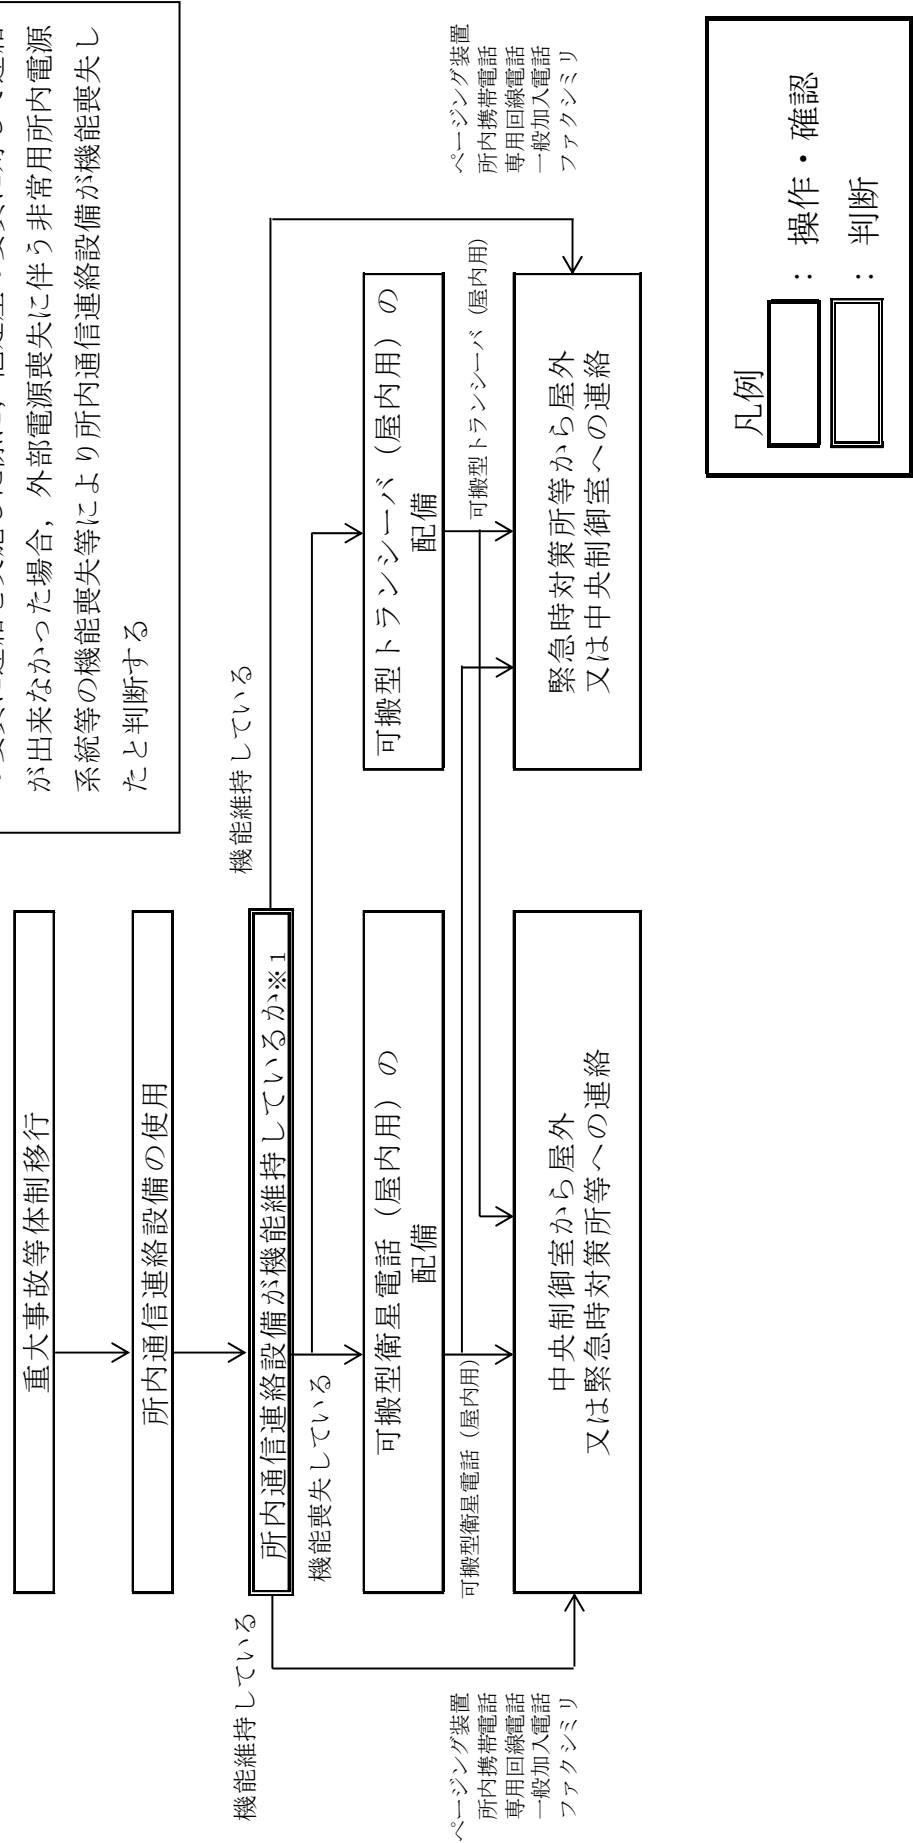 が出来なかった場合，外部電源喪失に伴う非常用所内電源
系統等の機能喪失等により所内通信連絡設備が機能喪失し
たと判断する
重大事故等体制移行
所内通信連絡設備の使用
所内通信連絡設備が機能維持しているか※1
機能維持している
機能維持している
機能喪失している
可搬型衛星電話（屋内用）の
配備
可搬型トランシーバ（屋内用）の
配備
ページング装置
所内携帯電話
専用回線電話
一般加入電話
ファクシミリ
可搬型衛星電話（屋内用）
可搬型トランシーバ（屋内用）
ページング装置
所内携帯電話
専用回線電話
一般加入電話
ファクシミリ
中央制御室から屋外
又は緊急時対策所等への連絡
緊急時対策所等から屋外
又は中央制御室への連絡
凡例
：操作・確認
：判断